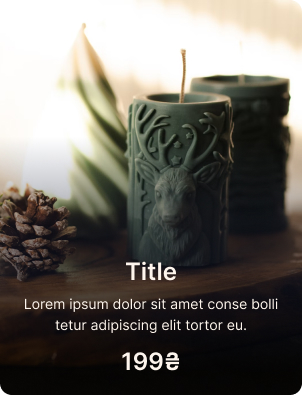 Title
Lorem ipsum dolor sit amet conse bolli
tetur adipiscing elit tortor eu.
199₴